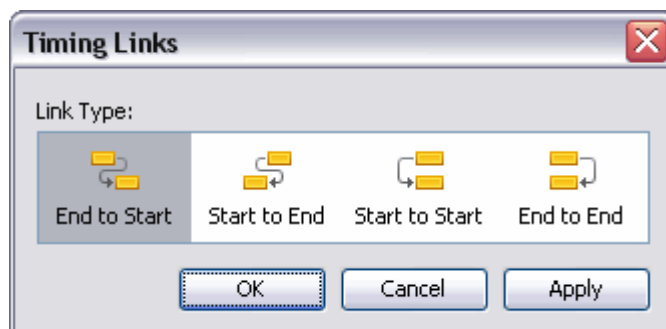 Timing Links
Link Type:
End to Start Start to End Start to Start End to End
OK Cancel Apply